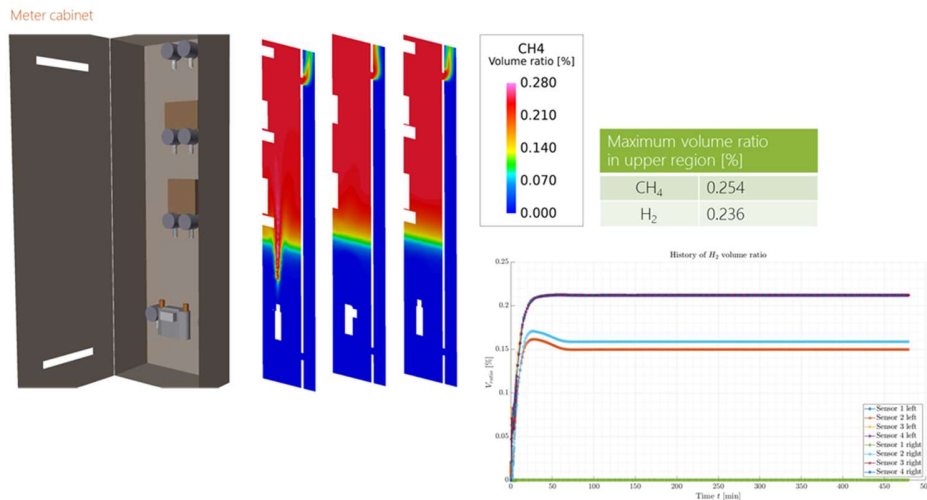 Meter cabinet
CH4
Volume ratio [%]
0.280
0.210
0.140
0.070
0.000
Maximum volume ratio
in upper region [%]
CH₄ 0.254
H₂ 0.236
History of H₂ volume ratio
0.25
0.2
0.15
0.1
0.05
0
V_ratio [%]
0 50 100 150 200 250 300 350 400 450 500
Time t [min]
Sensor 1 left
Sensor 2 left
Sensor 3 left
Sensor 4 left
Sensor 1 right
Sensor 2 right
Sensor 3 right
Sensor 4 right